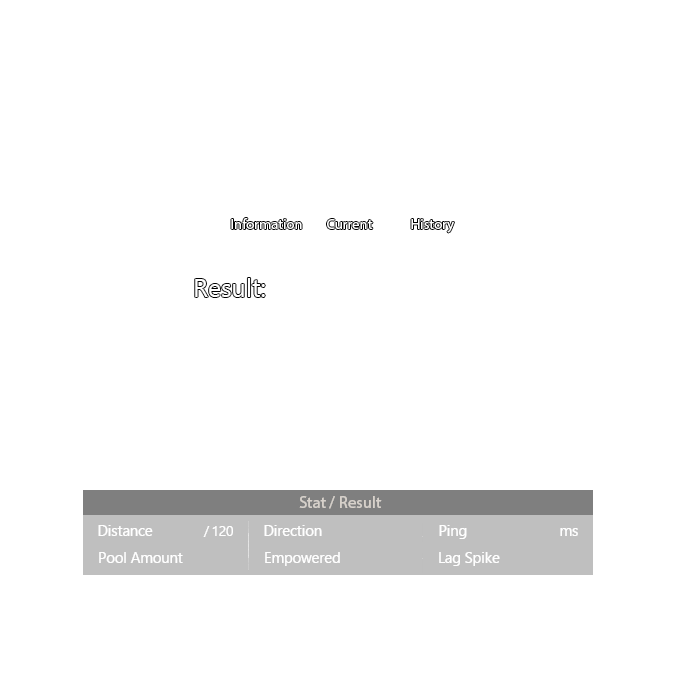 Information Current History
Result:
Stat / Result
Distance / 120 Direction Ping ms
Pool Amount Empowered Lag Spike